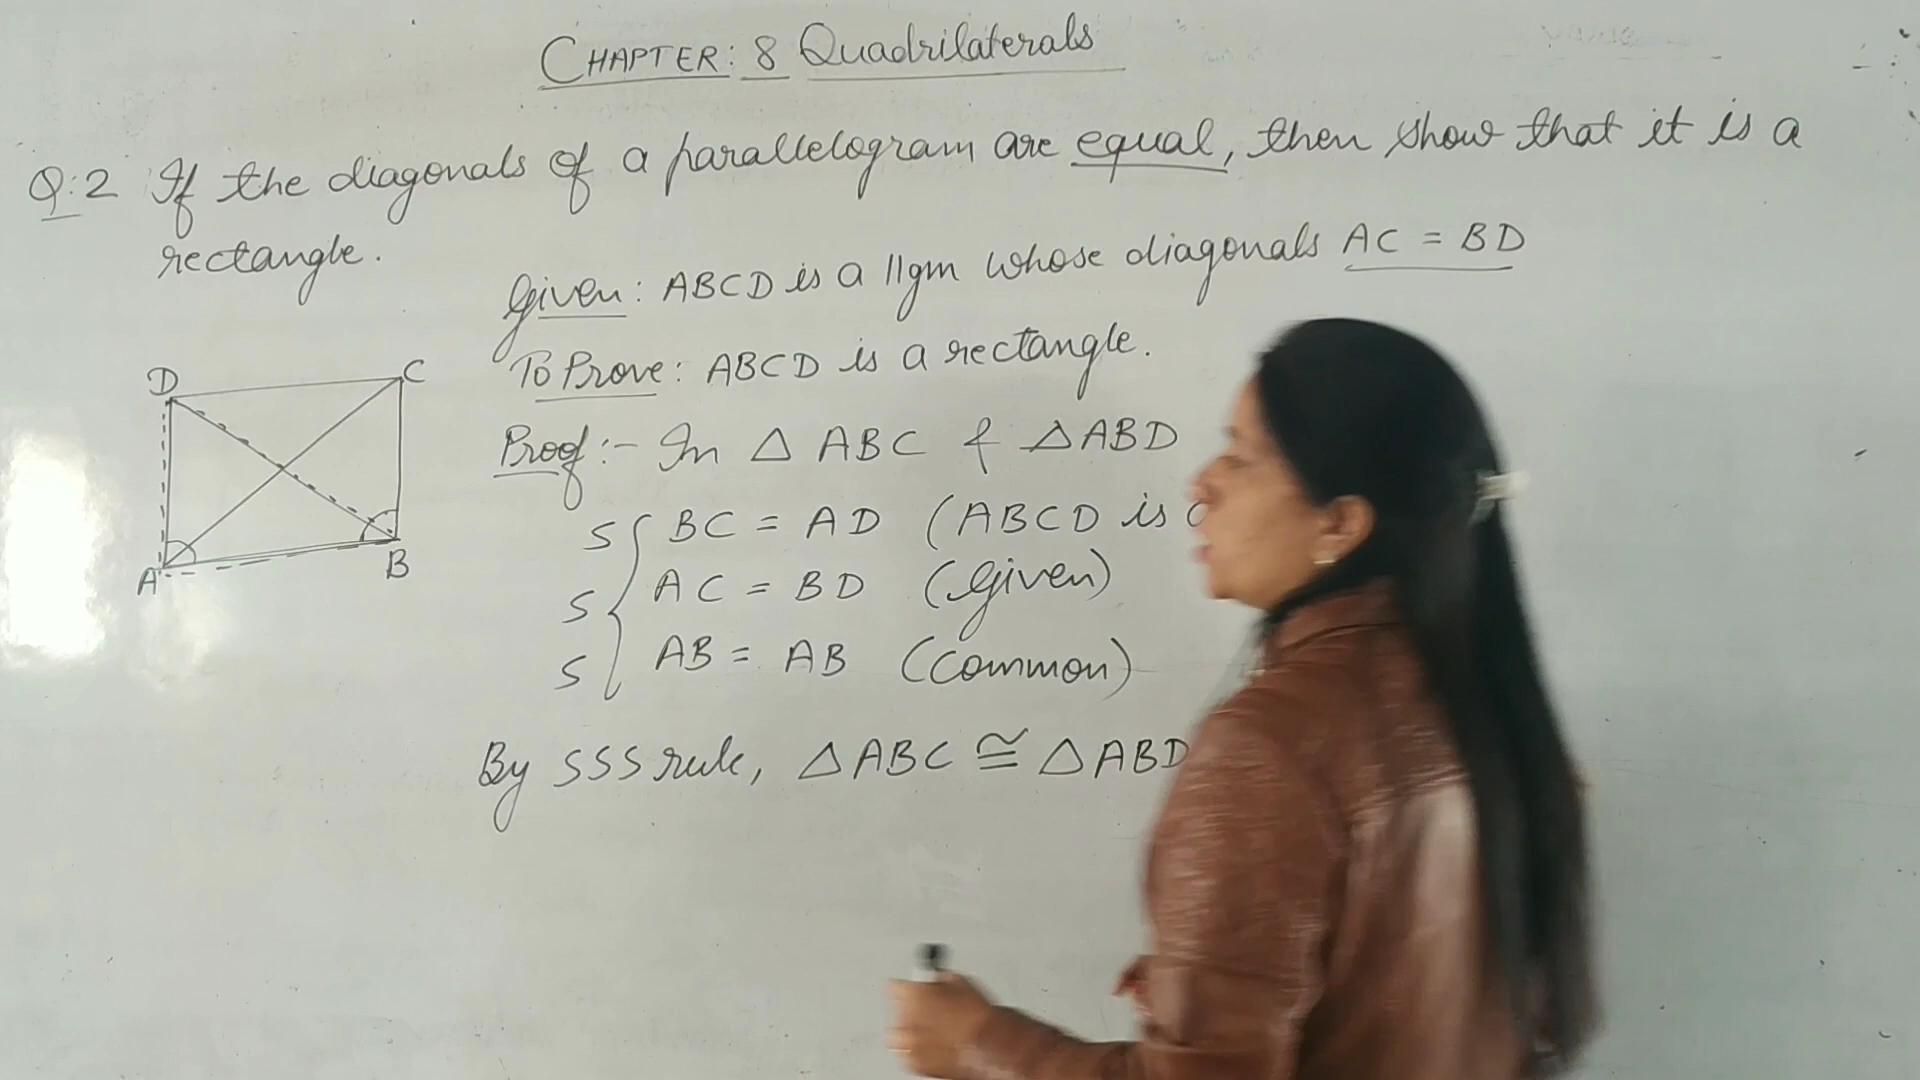 CHAPTER: 8 Quadrilaterals
Q:2 If the diagonals of a parallelogram are equal, then show that it is a
rectangle.
Given: ABCD is a ||gm whose diagonals AC = BD
To Prove: ABCD is a rectangle.
Proof:- In △ ABC & △ABD
S BC = AD (ABCD is
S AC = BD (Given)
S AB = AB (Common)
By SSS rule, △ABC ≅ △ABD
D C
A B